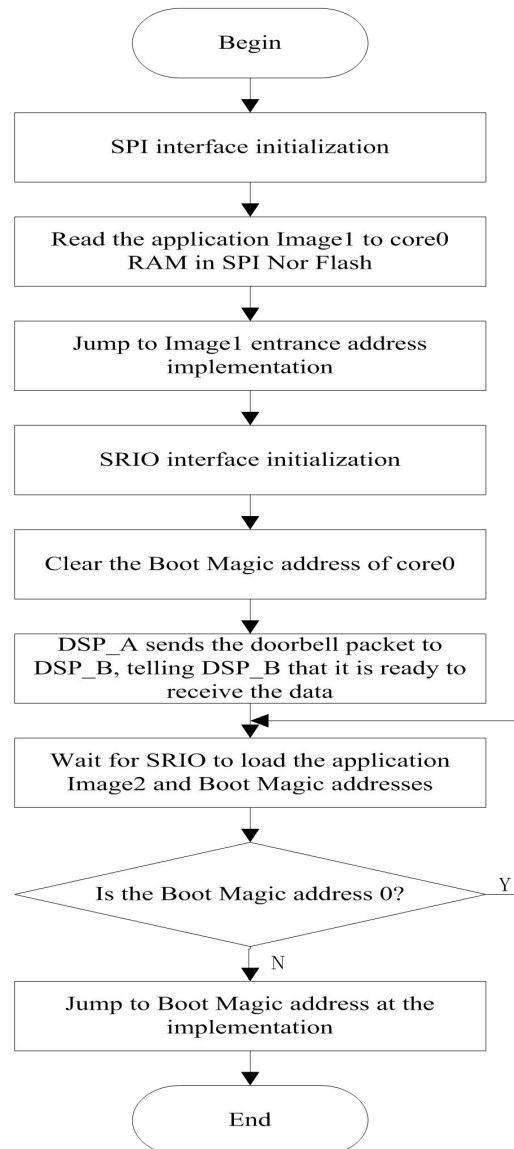 Begin
SPI interface initialization
Read the application Image1 to core0
RAM in SPI Nor Flash
Jump to Image1 entrance address
implementation
SRIO interface initialization
Clear the Boot Magic address of core0
DSP_A sends the doorbell packet to
DSP_B, telling DSP_B that it is ready to
receive the data
Wait for SRIO to load the application
Image2 and Boot Magic addresses
Is the Boot Magic address 0?
Y
N
Jump to Boot Magic address at the
implementation
End